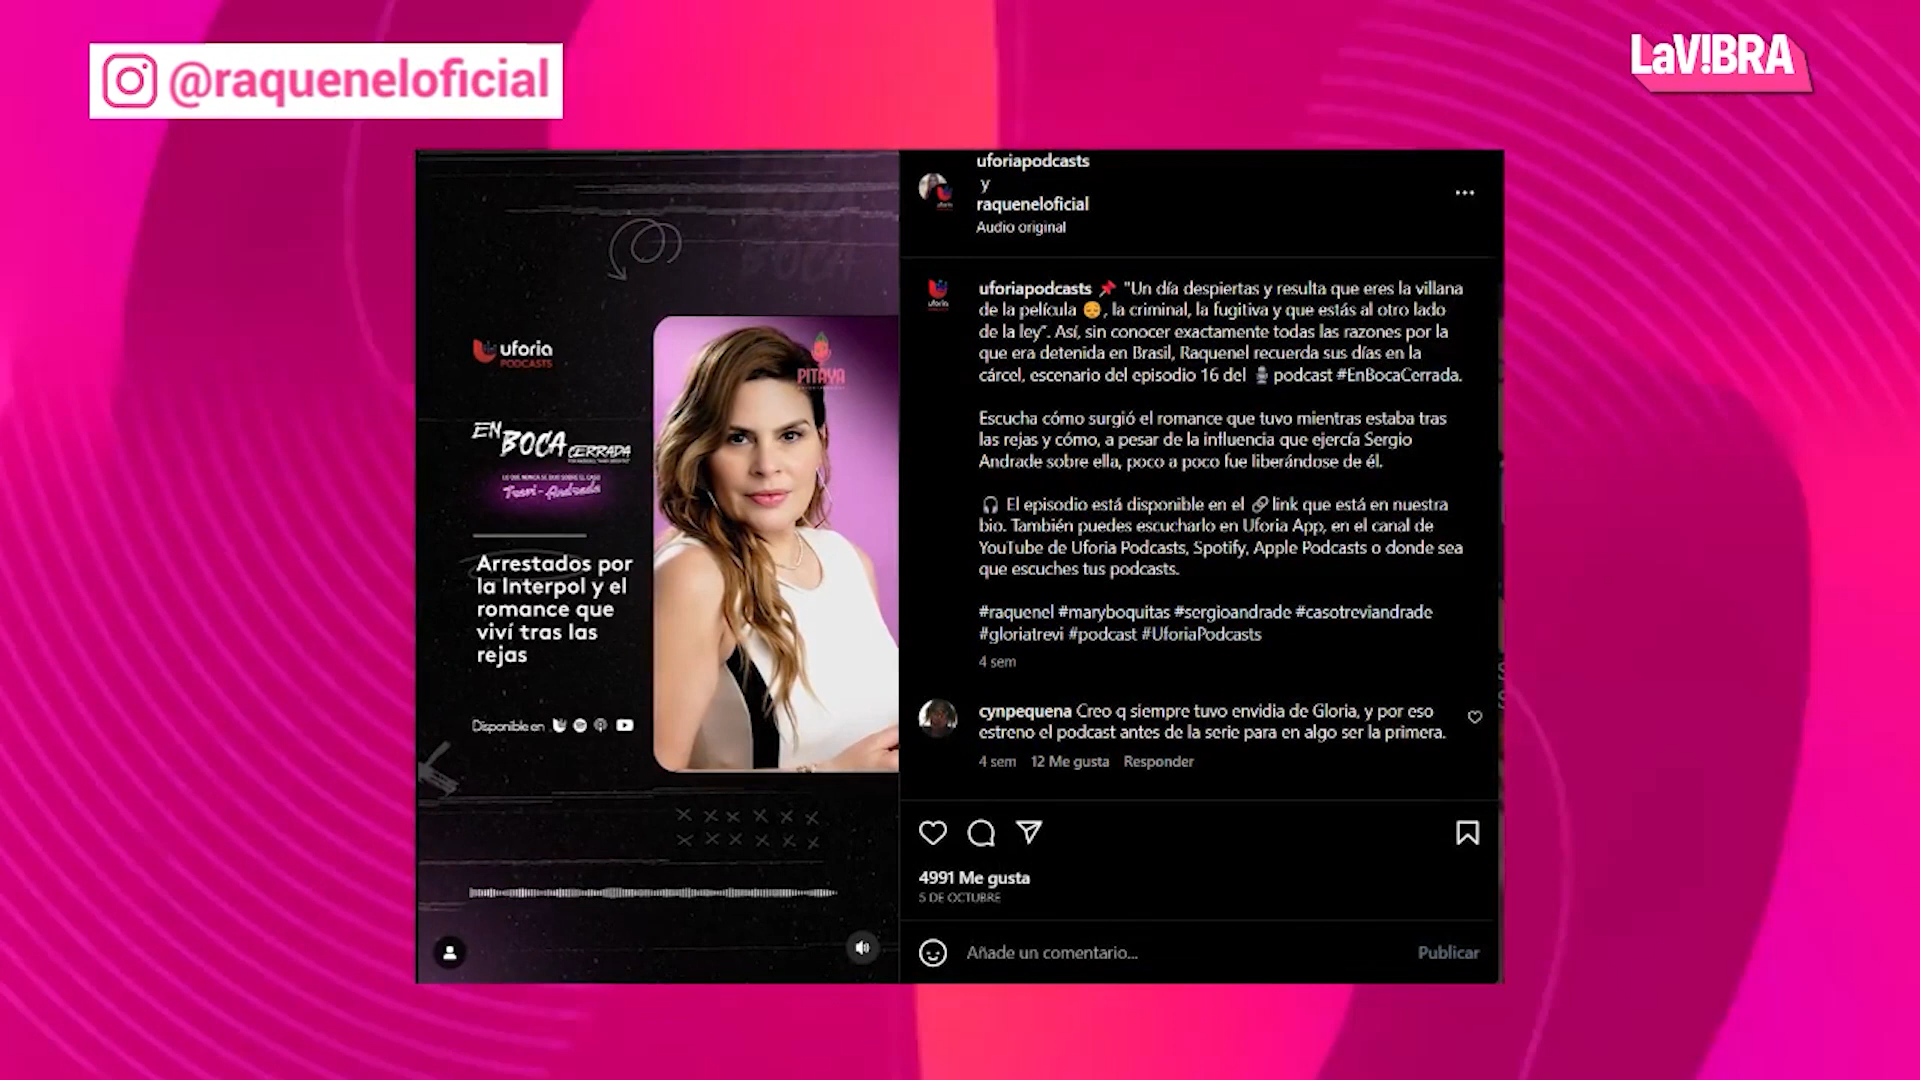 @raqueneloficial
LaV!BRA
uforia
PODCASTS
PITAYA
EN BOCA CERRADA
LO QUE NUNCA SE DIJO SOBRE EL CASO
Trevi-Andrade
Arrestados por
la Interpol y el
romance que
viví tras las
rejas
Disponible en
uforiapodcasts
y
raqueneloficial
Audio original
uforiapodcasts 📌 "Un día despiertas y resulta que eres la villana
de la película 😔, la criminal, la fugitiva y que estás al otro lado
de la ley". Así, sin conocer exactamente todas las razones por la
que era detenida en Brasil, Raquenel recuerda sus días en la
cárcel, escenario del episodio 16 del 🎙 podcast #EnBocaCerrada.
Escucha cómo surgió el romance que tuvo mientras estaba tras
las rejas y cómo, a pesar de la influencia que ejercía Sergio
Andrade sobre ella, poco a poco fue liberándose de él.
🎧 El episodio está disponible en el 🔗 link que está en nuestra
bio. También puedes escucharlo en Uforia App, en el canal de
YouTube de Uforia Podcasts, Spotify, Apple Podcasts o donde sea
que escuches tus podcasts.
#raquenel #maryboquitas #sergioandrade #casotreviandrade
#gloriatrevi #podcast #UforiaPodcasts
4 sem
cynpequena Creo q siempre tuvo envidia de Gloria, y por eso
estreno el podcast antes de la serie para en algo ser la primera.
4 sem 12 Me gusta Responder
4991 Me gusta
5 DE OCTUBRE
Añade un comentario...
Publicar